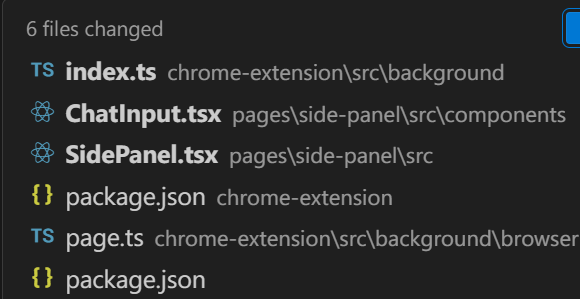 6 files changed
TS index.ts chrome-extension\src\background
ChatInput.tsx pages\side-panel\src\components
SidePanel.tsx pages\side-panel\src
{} package.json chrome-extension
TS page.ts chrome-extension\src\background\browser
{} package.json